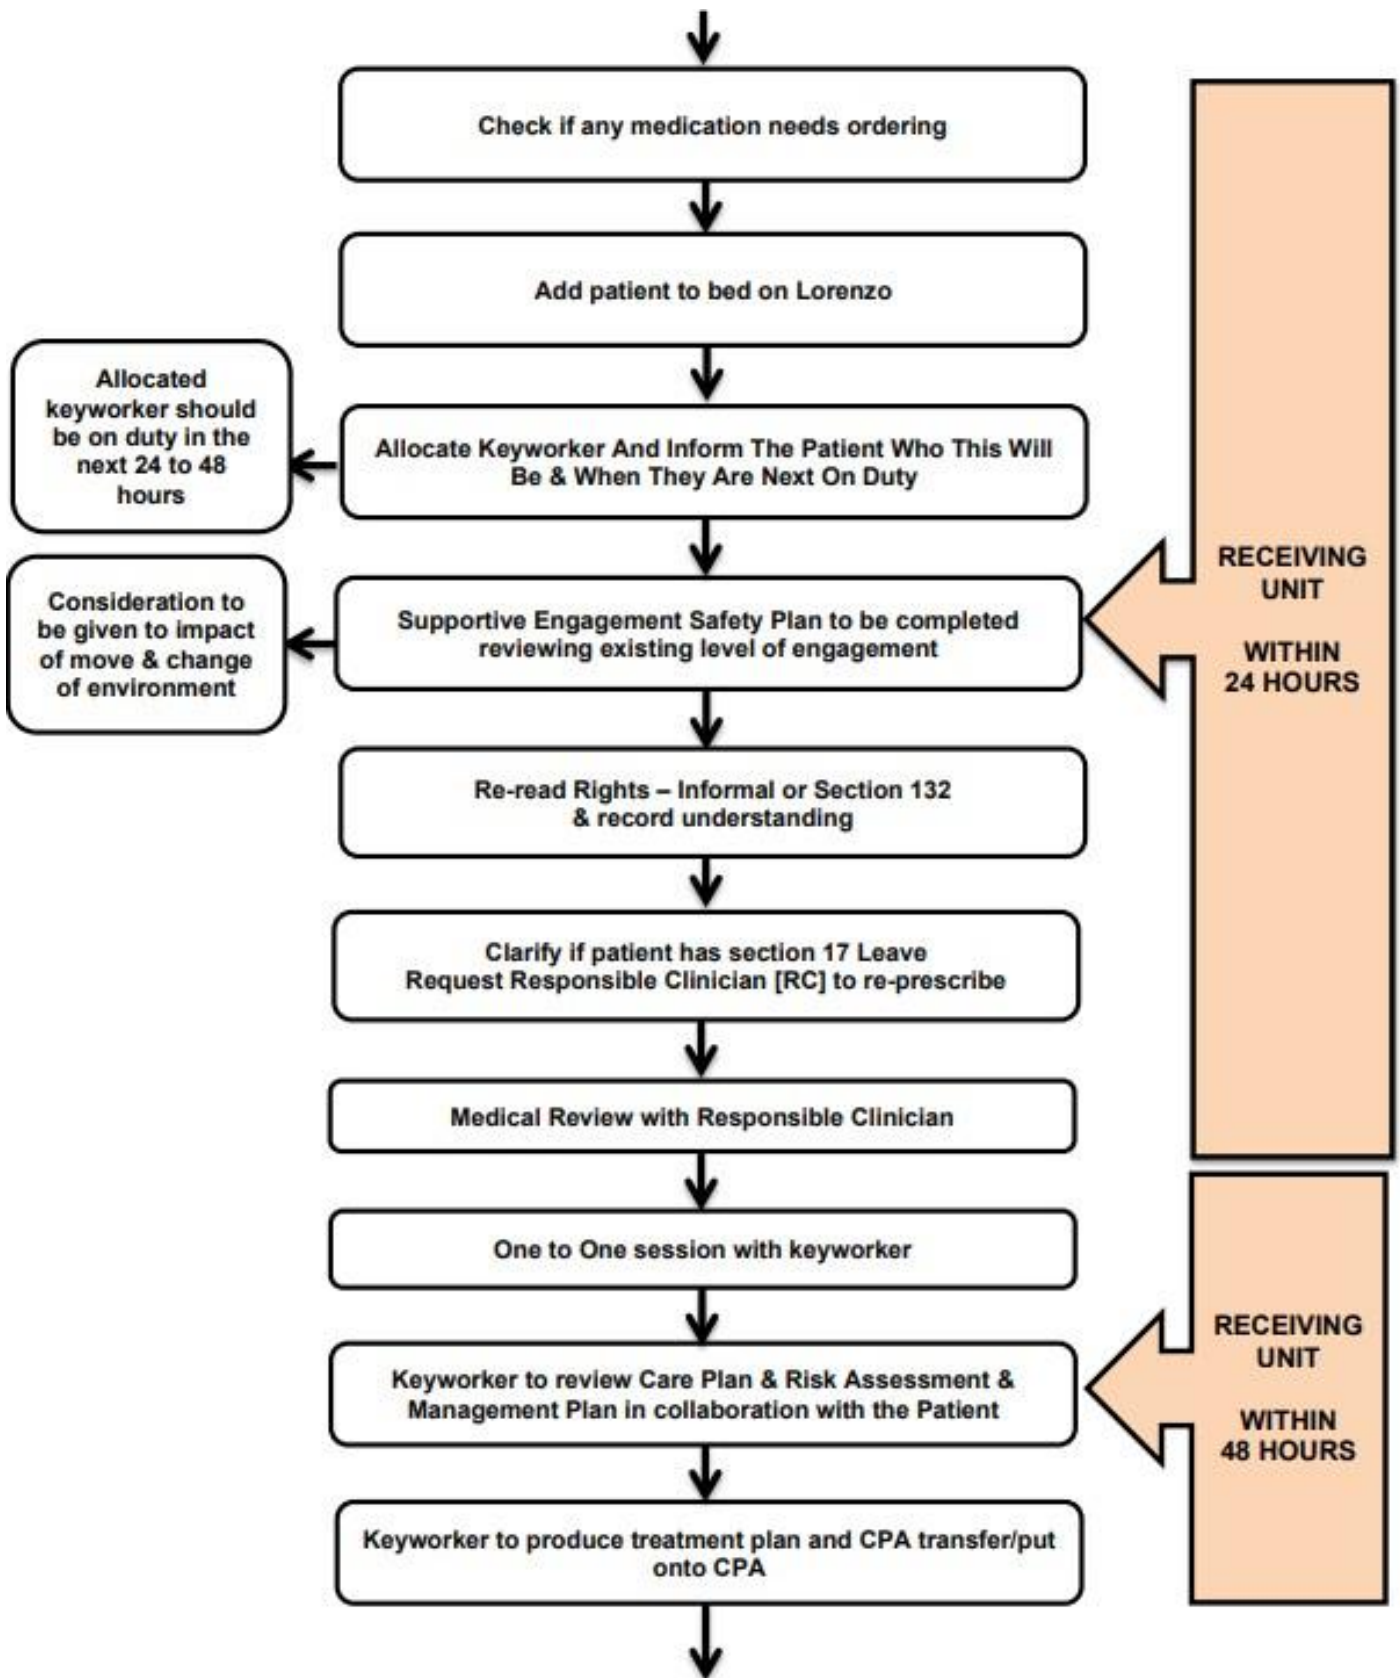 Check if any medication needs ordering
Add patient to bed on Lorenzo
Allocated
keyworker should
be on duty in the
next 24 to 48
hours
Allocate Keyworker And Inform The Patient Who This Will
Be & When They Are Next On Duty
Consideration to
be given to impact
of move & change
of environment
Supportive Engagement Safety Plan to be completed
reviewing existing level of engagement
RECEIVING
UNIT
WITHIN
24 HOURS
Re-read Rights – Informal or Section 132
& record understanding
Clarify if patient has section 17 Leave
Request Responsible Clinician [RC] to re-prescribe
Medical Review with Responsible Clinician
One to One session with keyworker
Keyworker to review Care Plan & Risk Assessment &
Management Plan in collaboration with the Patient
RECEIVING
UNIT
WITHIN
48 HOURS
Keyworker to produce treatment plan and CPA transfer/put
onto CPA